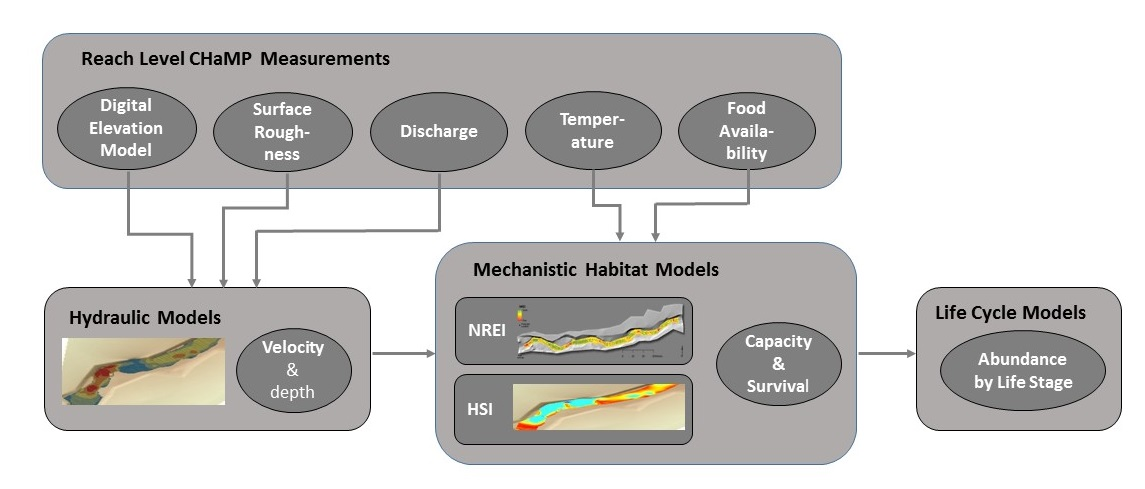 Reach Level CHaMP Measurements
Digital
Elevation
Model
Surface
Rough-
ness
Discharge
Temper-
ature
Food
Availa-
bility
Hydraulic Models
Velocity
&
depth
Mechanistic Habitat Models
NREI
HSI
Capacity
&
Survival
Life Cycle Models
Abundance
by Life Stage